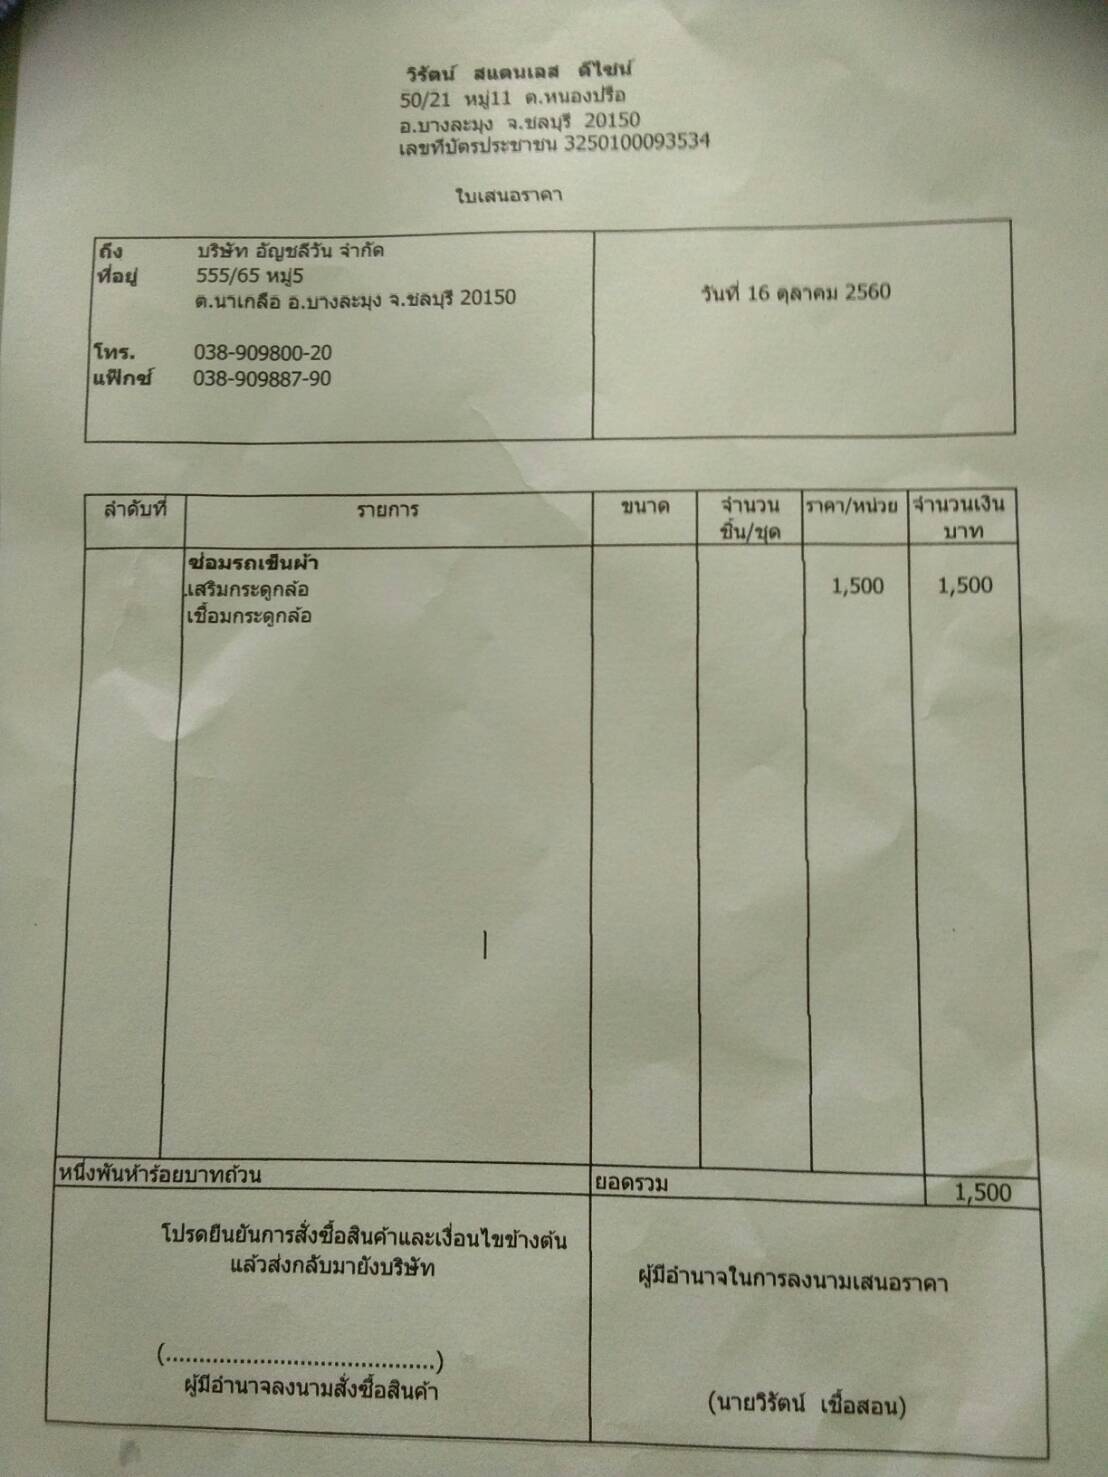 วิรัตน์ สแตนเลส ดีไซน์
50/21 หมู่11 ต.หนองปรือ
อ.บางละมุง จ.ชลบุรี 20150
เลขที่บัตรประชาชน 3250100093534
ใบเสนอราคา
ถึง บริษัท อัญชลีวัน จำกัด
ที่อยู่ 555/65 หมู่5
ต.นาเกลือ อ.บางละมุง จ.ชลบุรี 20150
วันที่ 16 ตุลาคม 2560
โทร. 038-909800-20
แฟ๊กซ์ 038-909887-90
ลำดับที่ รายการ ขนาด จำนวน ราคา/หน่วย จำนวนเงิน
ชิ้น/ชุด บาท
ซ่อมรถเข็นผ้า
เสริมกระดูกล้อ 1,500 1,500
เชื่อมกระดูกล้อ
หนึ่งพันห้าร้อยบาทถ้วน ยอดรวม 1,500
โปรดยืนยันการสั่งซื้อสินค้าและเงื่อนไขข้างต้น
แล้วส่งกลับมายังบริษัท
ผู้มีอำนาจในการลงนามเสนอราคา
(.........................................)
ผู้มีอำนาจลงนามสั่งซื้อสินค้า
(นายวิรัตน์ เชื้อสอน)